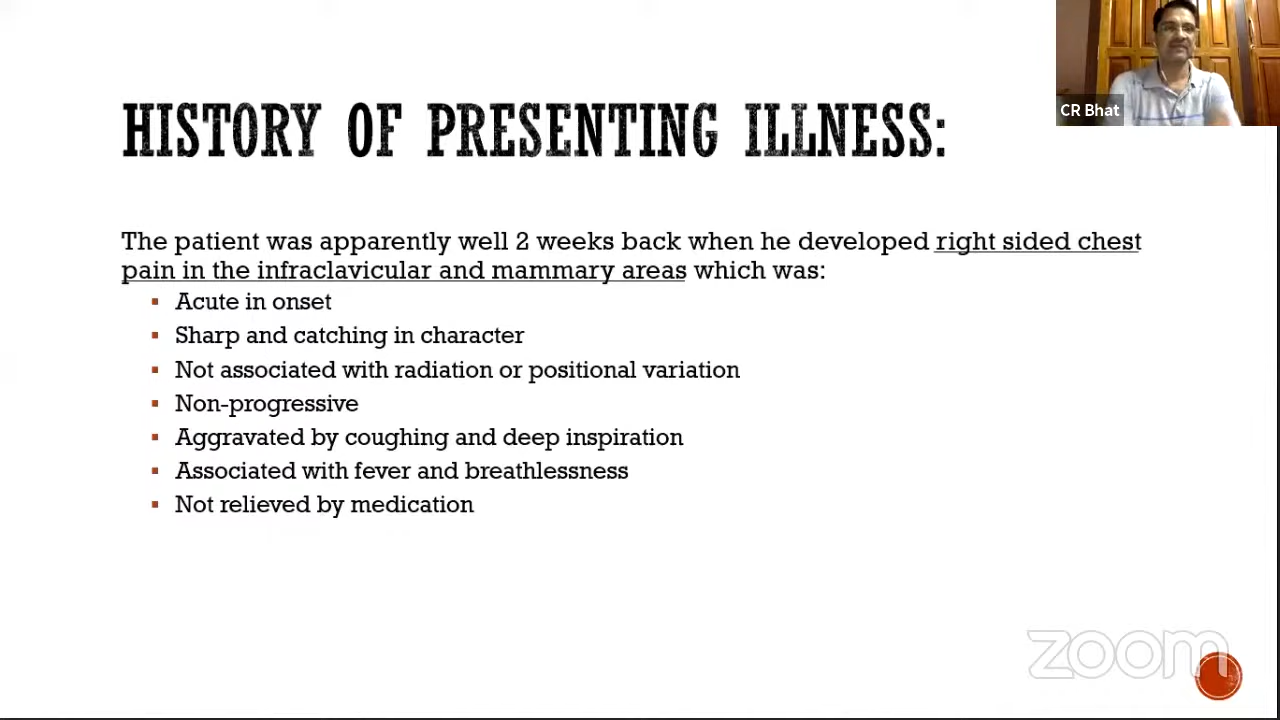 CR Bhat
HISTORY OF PRESENTING ILLNESS:
The patient was apparently well 2 weeks back when he developed right sided chest
pain in the infraclavicular and mammary areas which was:
▪ Acute in onset
▪ Sharp and catching in character
▪ Not associated with radiation or positional variation
▪ Non-progressive
▪ Aggravated by coughing and deep inspiration
▪ Associated with fever and breathlessness
▪ Not relieved by medication
zoom